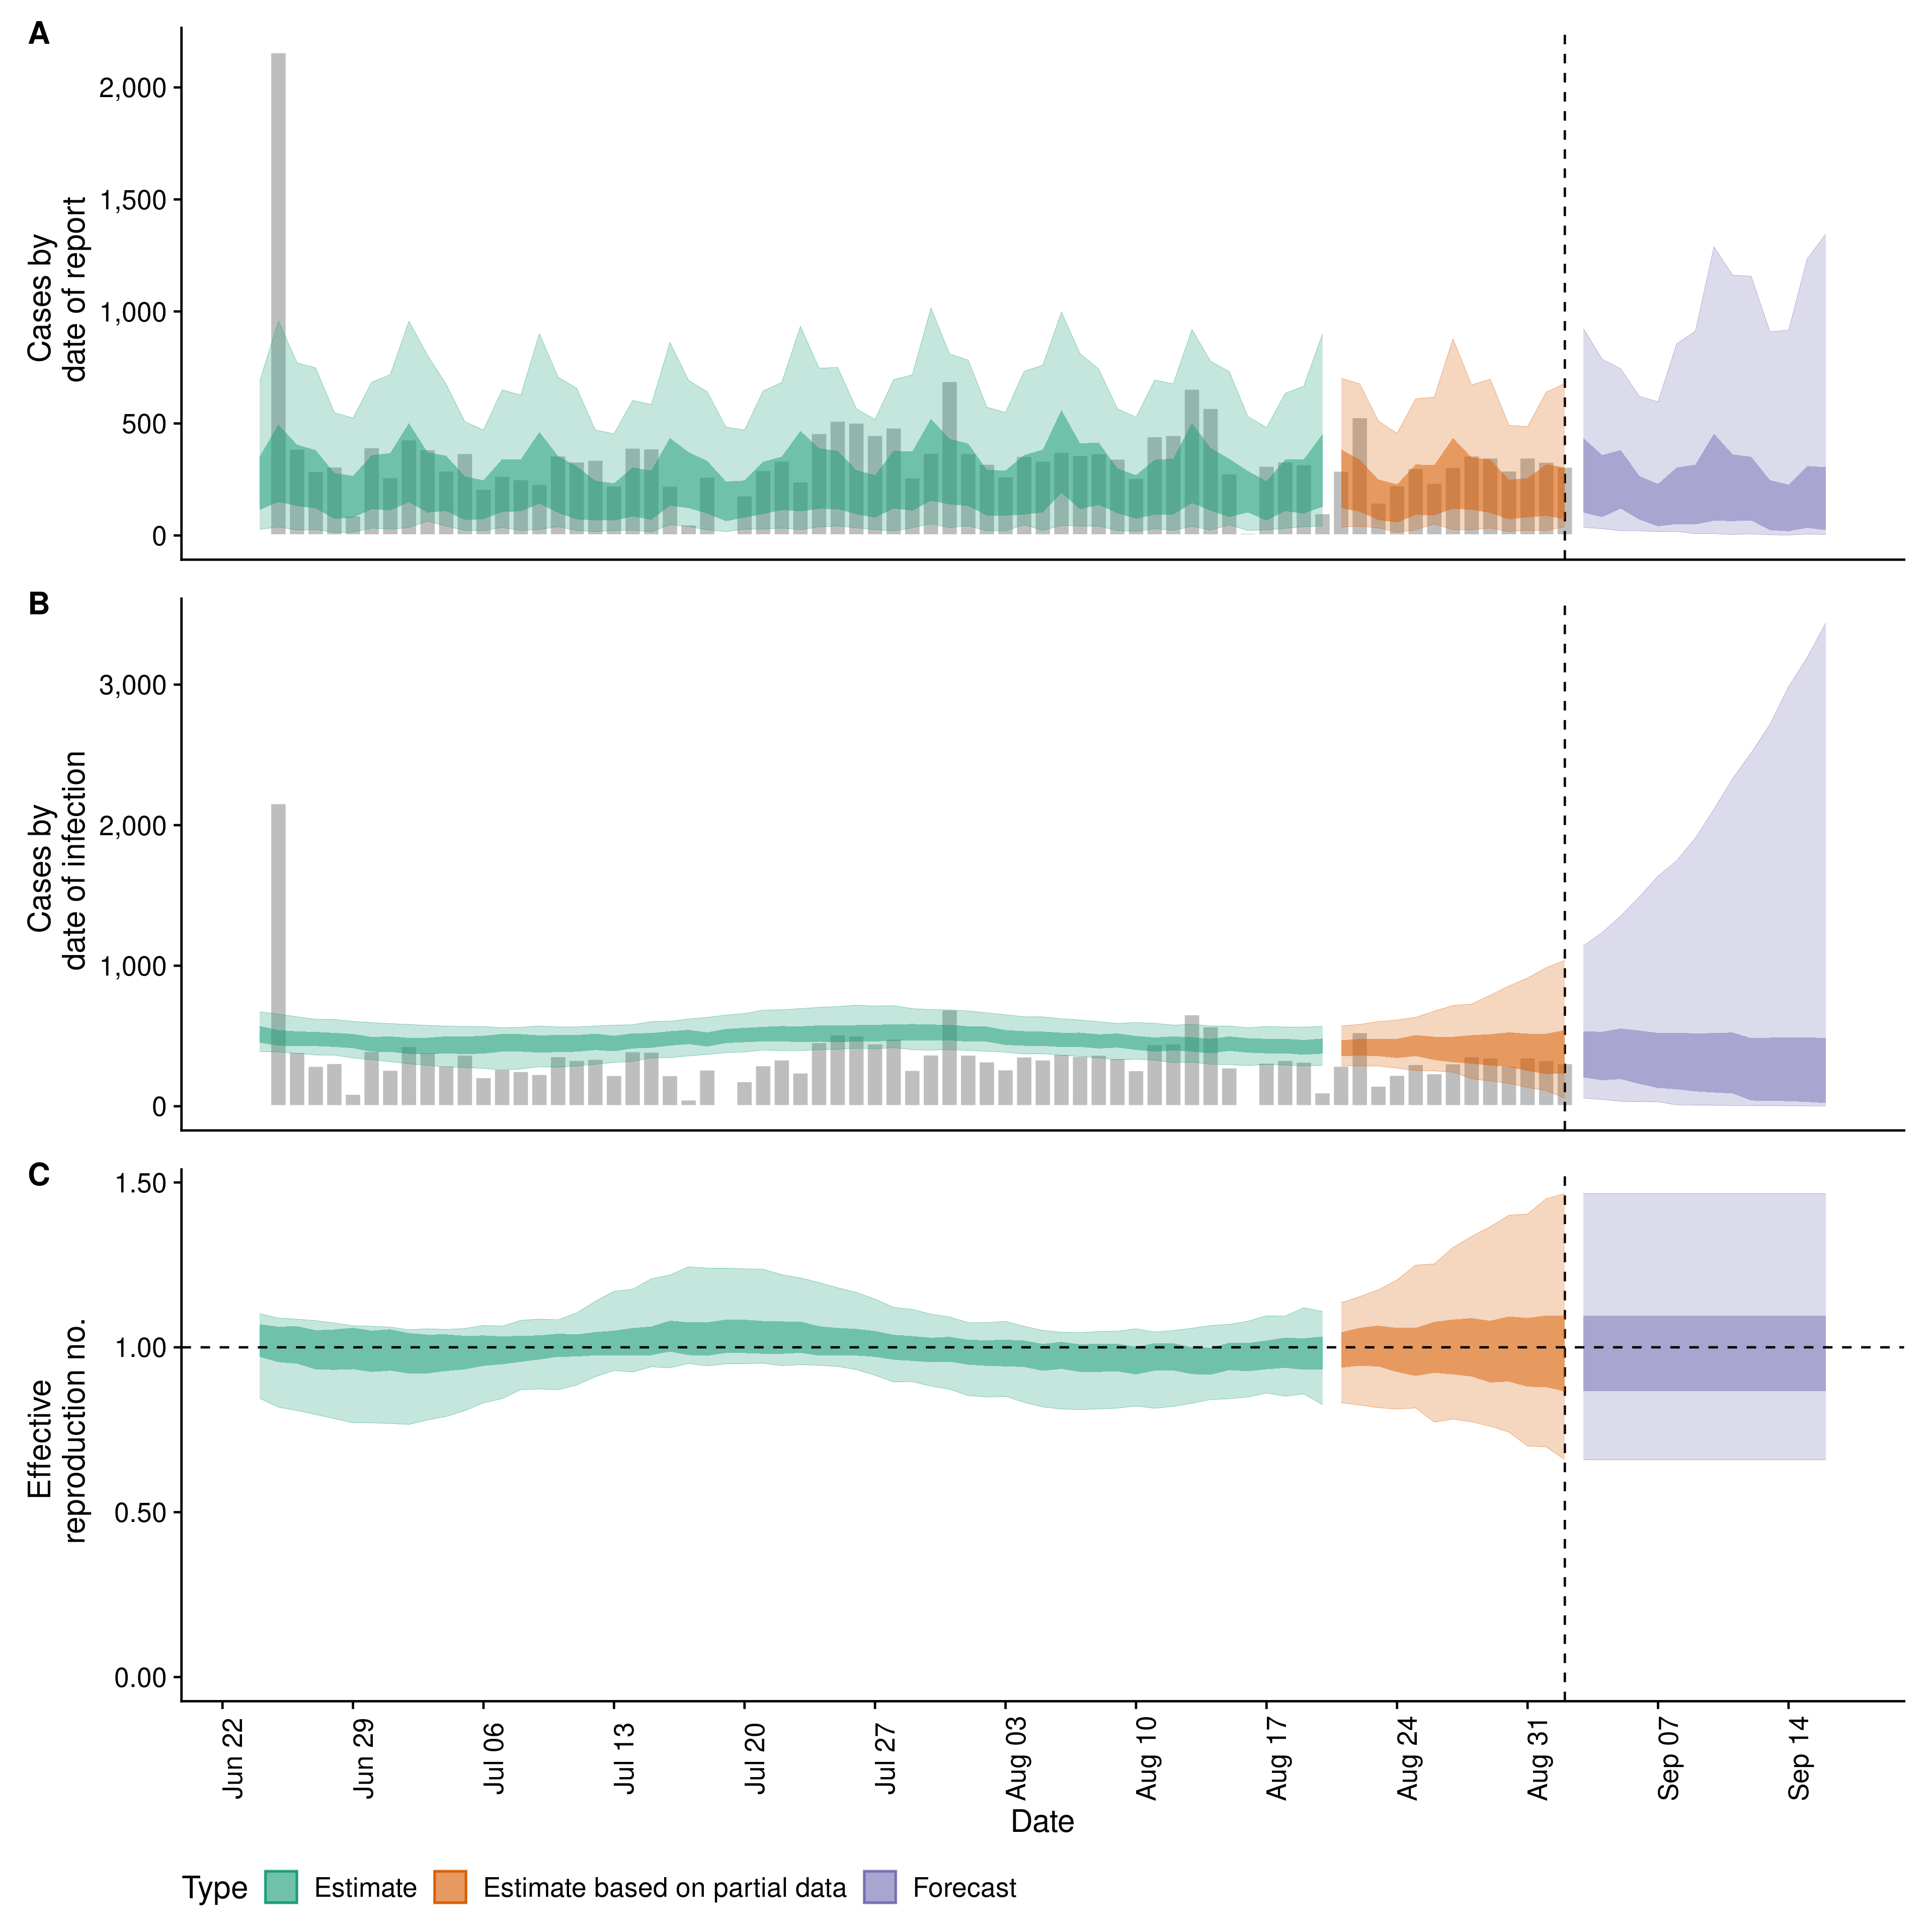 A
Cases by
date of report
2,000
1,500
1,000
500
0
B
Cases by
date of infection
3,000
2,000
1,000
0
C
Effective
reproduction no.
1.50
1.00
0.50
0.00
Jun 22
Jun 29
Jul 06
Jul 13
Jul 20
Jul 27
Aug 03
Aug 10
Aug 17
Aug 24
Aug 31
Sep 07
Sep 14
Date
Type Estimate Estimate based on partial data Forecast